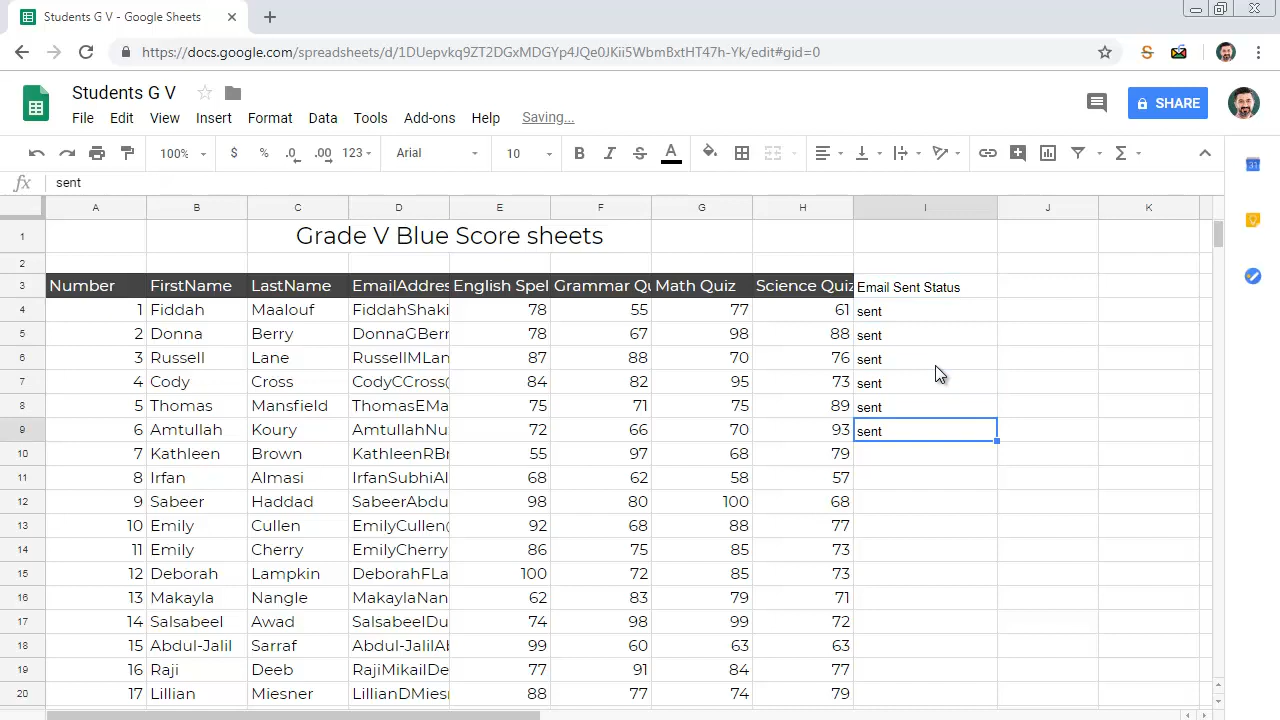 Students G V - Google Sheets
https://docs.google.com/spreadsheets/d/1DUepvkq9ZT2DGxMDGYp4JQe0JKii5WbmBxtHT47h-Yk/edit#gid=0
Students G V
File Edit View Insert Format Data Tools Add-ons Help Saving...
SHARE
100% $ % .0 .00 123 Arial 10 B I S A Σ
fx sent
A B C D E F G H I J K
1 Grade V Blue Score sheets
2
3 Number FirstName LastName EmailAddres English Spel Grammar Qu Math Quiz Science Quiz Email Sent Status
4 1 Fiddah Maalouf FiddahShaki 78 55 77 61 sent
5 2 Donna Berry DonnaGBerr 78 67 98 88 sent
6 3 Russell Lane RussellMLan 87 88 70 76 sent
7 4 Cody Cross CodyCCross@ 84 82 95 73 sent
8 5 Thomas Mansfield ThomasEMa 75 71 75 89 sent
9 6 Amtullah Koury AmtullahNu 72 66 70 93 sent
10 7 Kathleen Brown KathleenRBr 55 97 68 79
11 8 Irfan Almasi IrfanSubhiAl 68 62 58 57
12 9 Sabeer Haddad SabeerAbdu 98 80 100 68
13 10 Emily Cullen EmilyCullen@ 92 68 88 77
14 11 Emily Cherry EmilyCherry 86 75 85 73
15 12 Deborah Lampkin DeborahFLa 100 72 85 73
16 13 Makayla Nangle MakaylaNan 62 83 79 71
17 14 Salsabeel Awad SalsabeelDu 74 98 99 72
18 15 Abdul-Jalil Sarraf Abdul-JalilAb 99 60 63 63
19 16 Raji Deeb RajiMikailDe 77 91 84 77
20 17 Lillian Miesner LillianDMies 88 77 74 79